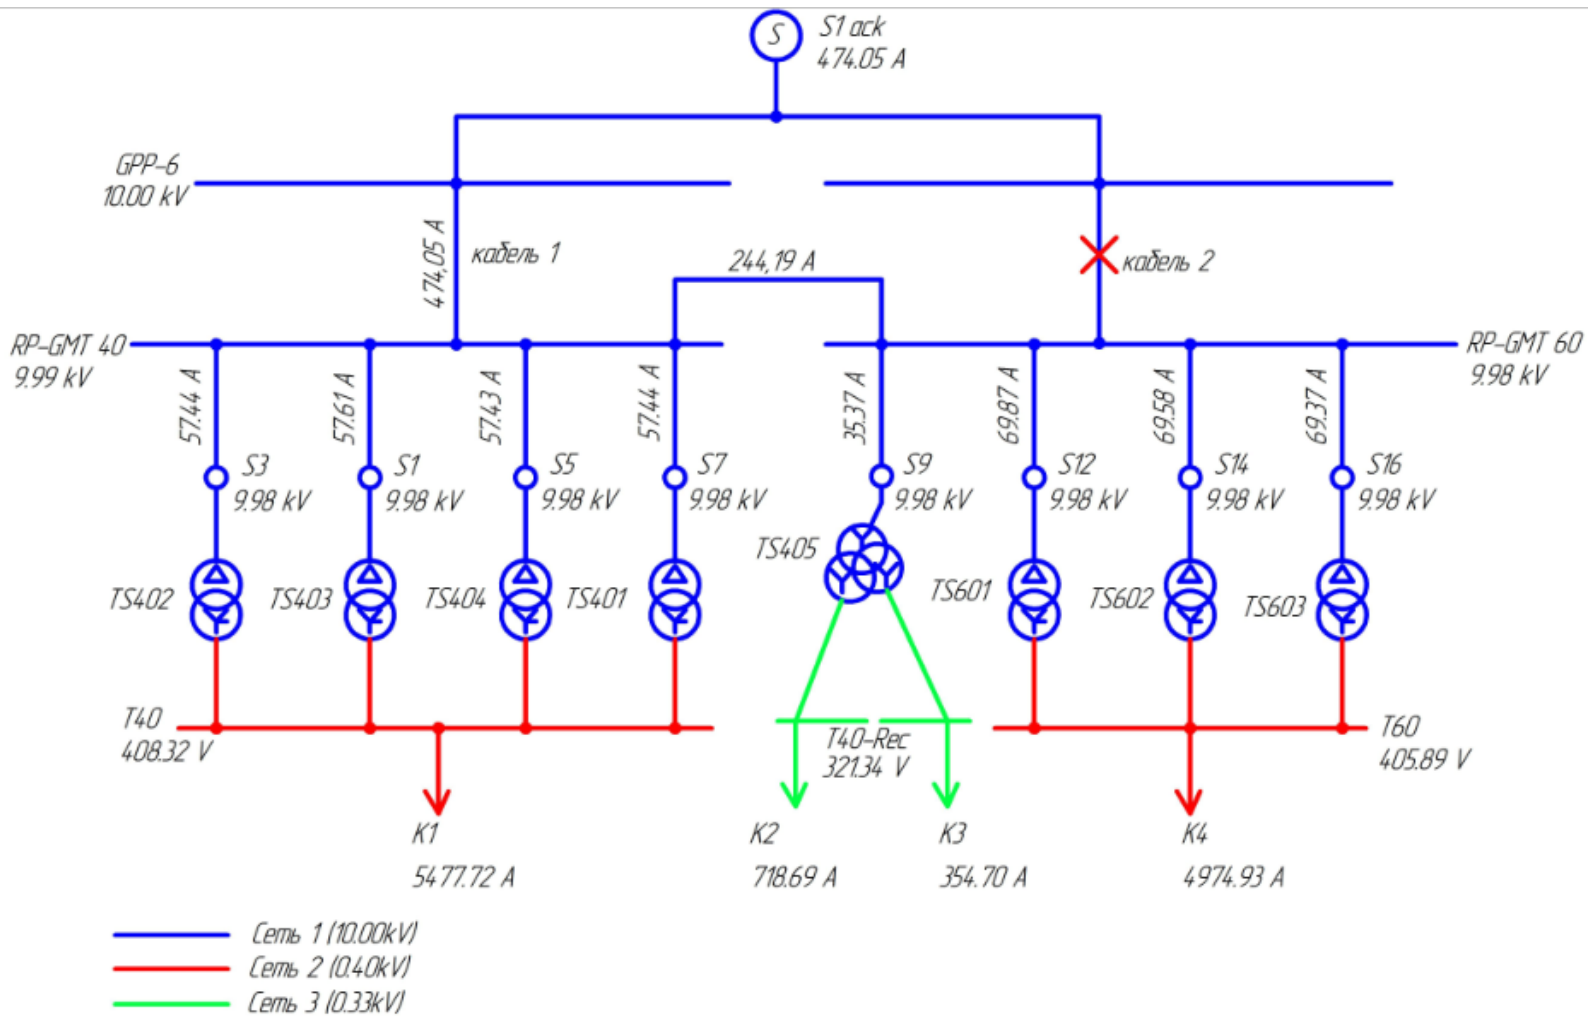 S
S1 ack
474.05 A
GPP-6
10.00 kV
474,05 A
кабель 1
244,19 A
кабель 2
RP-GMT 40
9.99 kV
RP-GMT 60
9.98 kV
57.44 A
57.61 A
57.43 A
57.44 A
35.37 A
69.87 A
69.58 A
69.37 A
S3
9.98 kV
S1
9.98 kV
S5
9.98 kV
S7
9.98 kV
S9
9.98 kV
S12
9.98 kV
S14
9.98 kV
S16
9.98 kV
TS402
TS403
TS404
TS401
TS405
TS601
TS602
TS603
T40
408.32 V
T40-Rec
321.34 V
T60
405.89 V
K1
5477.72 A
K2
718.69 A
K3
354.70 A
K4
4974.93 A
Сеть 1 (10.00kV)
Сеть 2 (0.40kV)
Сеть 3 (0.33kV)